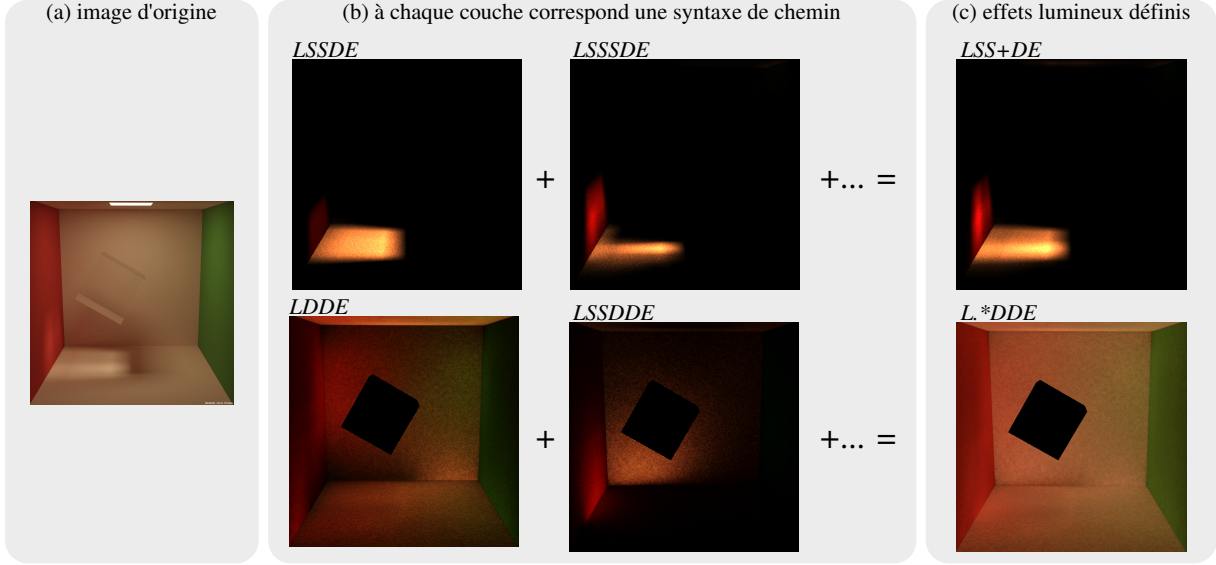 (a) image d'origine
(b) à chaque couche correspond une syntaxe de chemin
(c) effets lumineux définis
LSSDE
LSSSDE
LSS+DE
+
+... =
LDDE
LSSDDE
L.*DDE
+
+... =